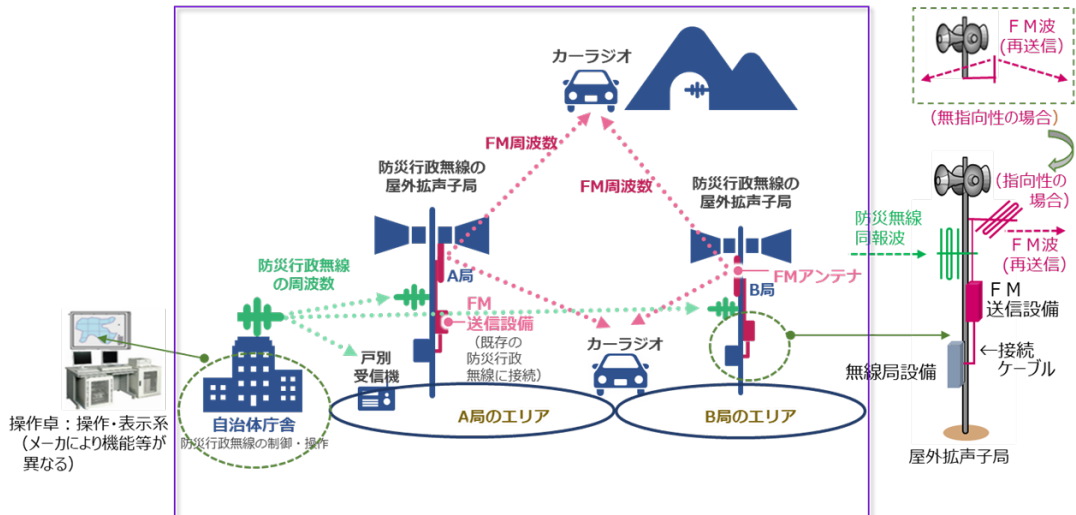 カーラジオ
FM周波数
FM周波数
防災行政無線の
屋外拡声子局
防災行政無線の
屋外拡声子局
防災行政無線
の周波数
A局
FM
送信設備
(既存の
防災行政
無線に接続)
B局
FMアンテナ
戸別
受信機
カーラジオ
自治体庁舎
防災行政無線の制御・操作
A局のエリア
B局のエリア
操作卓：操作・表示系
（メーカにより機能等が
異なる）
ＦＭ波
(再送信)
(無指向性の場合)
(指向性の
場合)
防災無線
同報波
ＦＭ波
(再送信)
ＦＭ
送信設備
←接続
ケーブル
無線局設備
屋外拡声子局